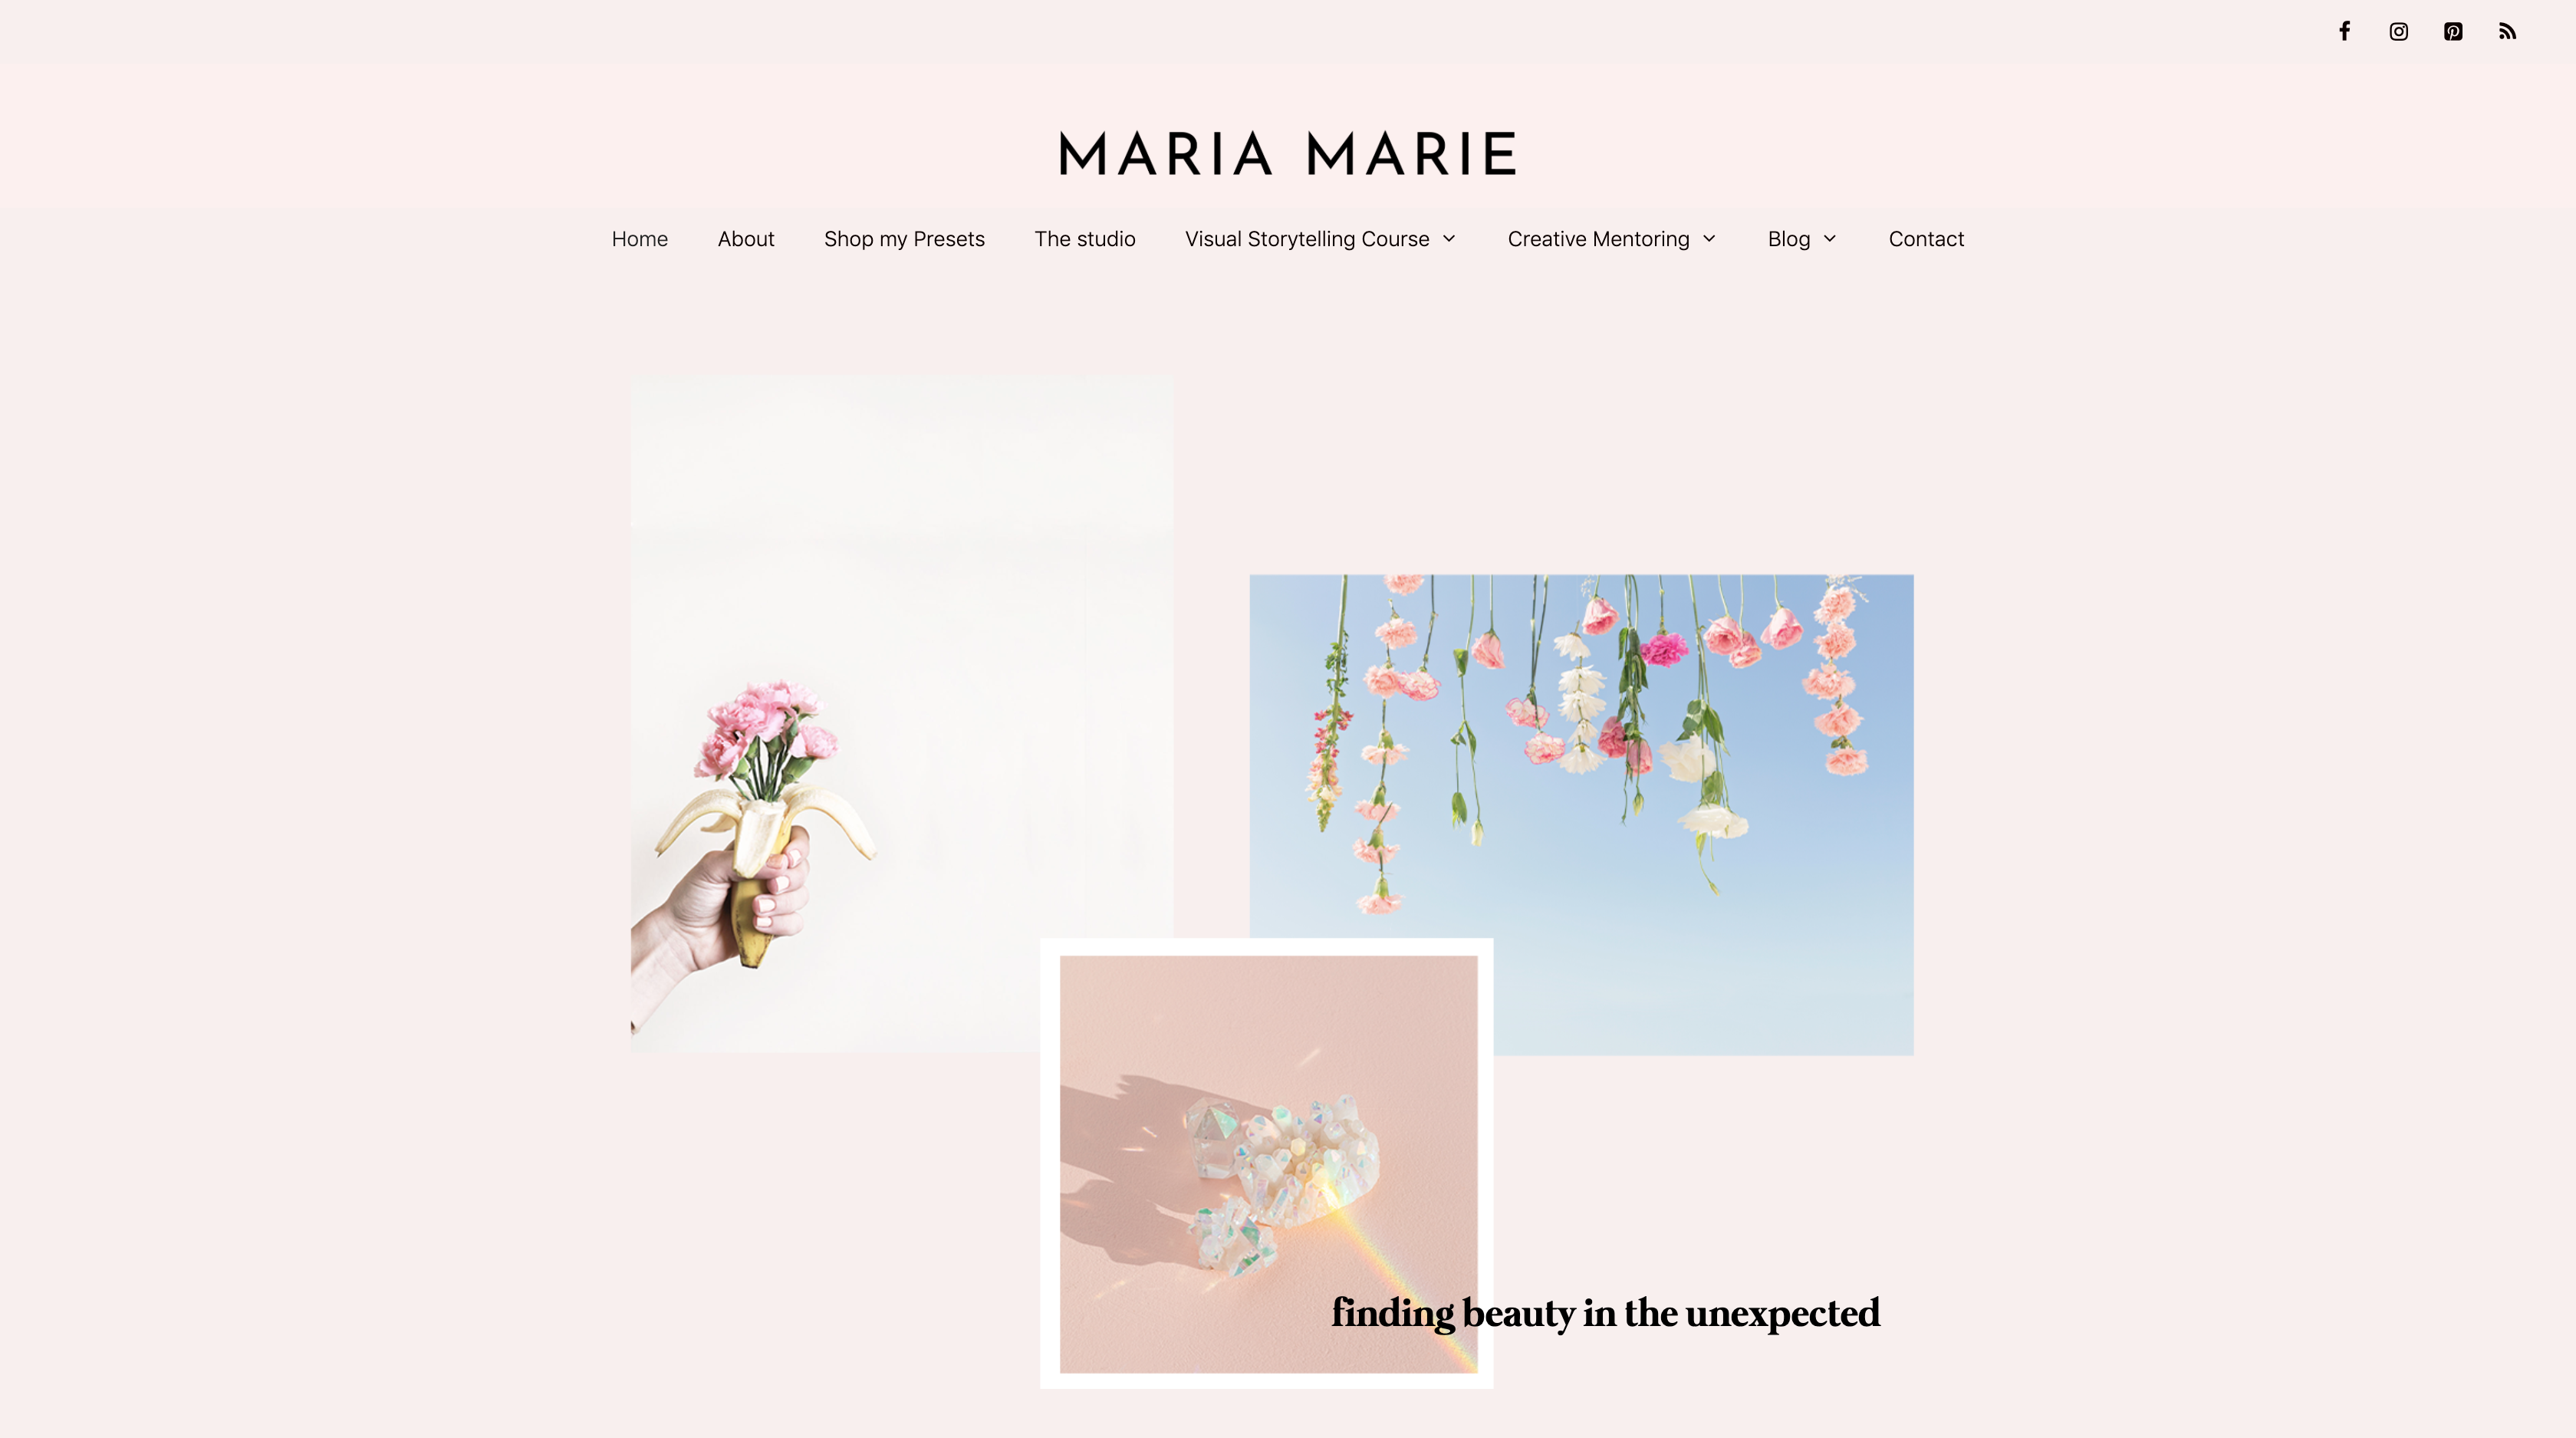 MARIA MARIE
Home About Shop my Presets The studio Visual Storytelling Course Creative Mentoring Blog Contact
finding beauty in the unexpected